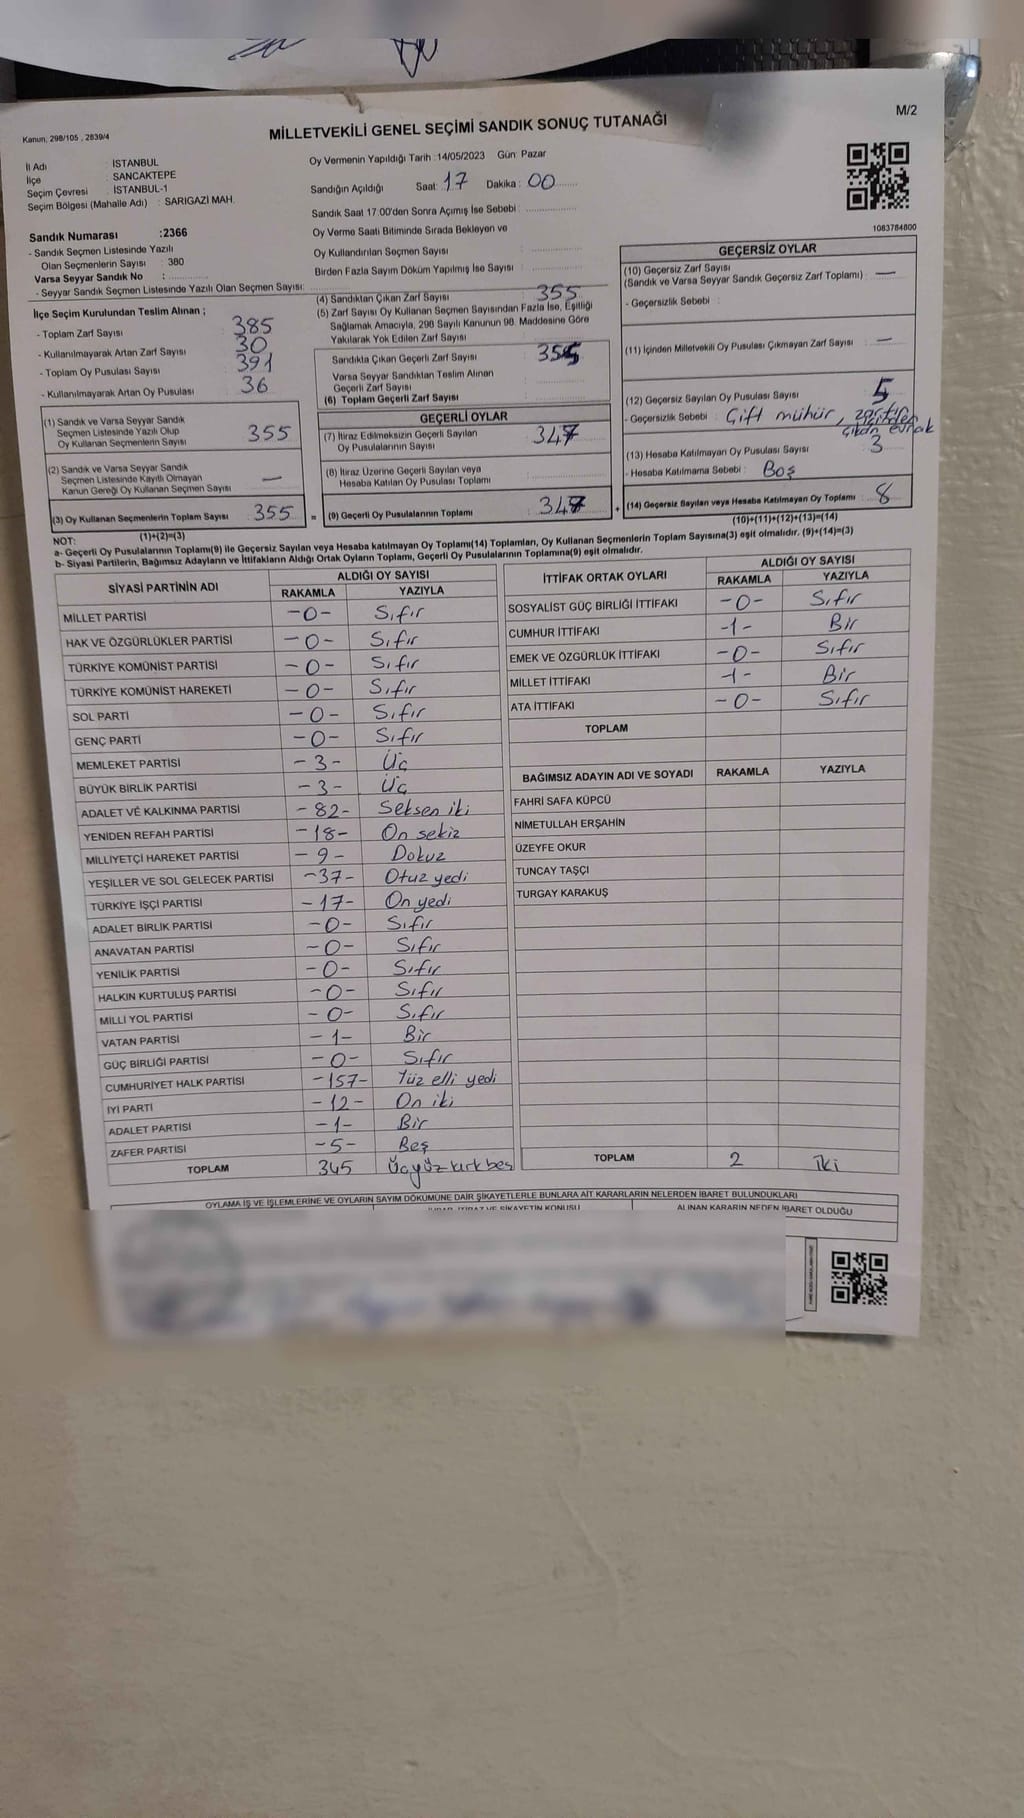 M/2
Kanun, 298/105 , 2839/4
MİLLETVEKİLİ GENEL SEÇİMİ SANDIK SONUÇ TUTANAĞI
İl Adı : İSTANBUL
İlçe : SANCAKTEPE
Seçim Çevresi : İSTANBUL-1
Seçim Bölgesi (Mahalle Adı) : SARIGAZİ MAH.
Oy Vermenin Yapıldığı Tarih :14/05/2023 Gün: Pazar
Sandığın Açıldığı Saat: 17 Dakika : 00
Sandık Saat 17.00'den Sonra Açımış İse Sebebi :
Oy Verme Saati Bitiminde Sırada Bekleyen ve
Oy Kullandırılan Seçmen Sayısı :
Birden Fazla Sayım Döküm Yapılmış İse Sayısı :
1083784800
Sandık Numarası :2366
- Sandık Seçmen Listesinde Yazılı
Olan Seçmenlerin Sayısı : 380
Varsa Seyyar Sandık No :
- Seyyar Sandık Seçmen Listesinde Yazılı Olan Seçmen Sayısı:
İlçe Seçim Kurulundan Teslim Alınan ;
- Toplam Zarf Sayısı 385
- Kullanılmayarak Artan Zarf Sayısı 30
- Toplam Oy Pusulası Sayısı 391
- Kullanılmayarak Artan Oy Pusulası 36
(1) Sandık ve Varsa Seyyar Sandık
Seçmen Listesinde Yazılı Olup
Oy Kullanan Seçmenlerin Sayısı 355
(2) Sandık ve Varsa Seyyar Sandık
Seçmen Listesinde Kayıtlı Olmayan
Kanun Gereği Oy Kullanan Seçmen Sayısı —
(3) Oy Kullanan Seçmenlerin Toplam Sayısı 355
(4) Sandıktan Çıkan Zarf Sayısı 355
(5) Zarf Sayısı Oy Kullanan Seçmen Sayısından Fazla İse, Eşitliği
Sağlamak Amacıyla, 298 Sayılı Kanunun 98. Maddesine Göre
Yakılarak Yok Edilen Zarf Sayısı :
Sandıkta Çıkan Geçerli Zarf Sayısı : 355
Varsa Seyyar Sandıktan Teslim Alınan
Geçerli Zarf Sayısı
(6) Toplam Geçerli Zarf Sayısı :
GEÇERLİ OYLAR
(7) İtiraz Edilmeksizin Geçerli Sayılan
Oy Pusulalarının Sayısı : 347
(8) İtiraz Üzerine Geçerli Sayılan veya
Hesaba Katılan Oy Pusulası Toplamı :
= (9) Geçerli Oy Pusulalarının Toplamı : 347 +
GEÇERSİZ OYLAR
(10) Geçersiz Zarf Sayısı
(Sandık ve Varsa Seyyar Sandık Geçersiz Zarf Toplamı) : —
- Geçersizlik Sebebi :
(11) İçinden Milletvekili Oy Pusulası Çıkmayan Zarf Sayısı : —
(12) Geçersiz Sayılan Oy Pusulası Sayısı : 5
- Geçersizlik Sebebi : Çift mühür, çıkan evrak
(13) Hesaba Katılmayan Oy Pusulası Sayısı : 3
- Hesaba Katılmama Sebebi : Boş
(14) Geçersiz Sayılan veya Hesaba Katılmayan Oy Toplamı : 8
NOT: (1)+(2)=(3) (10)+(11)+(12)+(13)=(14)
a- Geçerli Oy Pusulalarının Toplamı(9) ile Geçersiz Sayılan veya Hesaba Katılmayan Oy Toplamı(14) Toplamları, Oy Kullanan Seçmenlerin Toplam Sayısına(3) eşit olmalıdır. (9)+(14)=(3)
b- Siyasi Partilerin, Bağımsız Adayların ve İttifakların Aldığı Ortak Oyların Toplamı, Geçerli Oy Pusulalarının Toplamına(9) eşit olmalıdır.
SİYASİ PARTİNİN ADI ALDIĞI OY SAYISI
RAKAMLA YAZIYLA
MİLLET PARTİSİ -0- Sıfır
HAK VE ÖZGÜRLÜKLER PARTİSİ -0- Sıfır
TÜRKİYE KOMÜNİST PARTİSİ -0- Sıfır
TÜRKİYE KOMÜNİST HAREKETİ -0- Sıfır
SOL PARTİ -0- Sıfır
GENÇ PARTİ -0- Sıfır
MEMLEKET PARTİSİ -3- Üç
BÜYÜK BİRLİK PARTİSİ -3- Üç
ADALET VE KALKINMA PARTİSİ -82- Seksen iki
YENİDEN REFAH PARTİSİ -18- On sekiz
MİLLİYETÇİ HAREKET PARTİSİ -9- Dokuz
YEŞİLLER VE SOL GELECEK PARTİSİ -37- Otuz yedi
TÜRKİYE İŞÇİ PARTİSİ -17- On yedi
ADALET BİRLİK PARTİSİ -0- Sıfır
ANAVATAN PARTİSİ -0- Sıfır
YENİLİK PARTİSİ -0- Sıfır
HALKIN KURTULUŞ PARTİSİ -0- Sıfır
MİLLİ YOL PARTİSİ -0- Sıfır
VATAN PARTİSİ -1- Bir
GÜÇ BİRLİĞİ PARTİSİ -0- Sıfır
CUMHURİYET HALK PARTİSİ -157- Yüz elli yedi
İYİ PARTİ -12- On iki
ADALET PARTİSİ -1- Bir
ZAFER PARTİSİ -5- Beş
TOPLAM 345 Üçyüz kırk beş
İTTİFAK ORTAK OYLARI ALDIĞI OY SAYISI
RAKAMLA YAZIYLA
SOSYALİST GÜÇ BİRLİĞİ İTTİFAKI -0- Sıfır
CUMHUR İTTİFAKI -1- Bir
EMEK VE ÖZGÜRLÜK İTTİFAKI -0- Sıfır
MİLLET İTTİFAKI -1- Bir
ATA İTTİFAKI -0- Sıfır
TOPLAM
BAĞIMSIZ ADAYIN ADI VE SOYADI RAKAMLA YAZIYLA
FAHRİ SAFA KÜPCÜ
NİMETULLAH ERŞAHİN
ÜZEYFE OKUR
TUNCAY TAŞÇI
TURGAY KARAKUŞ
TOPLAM 2 İki
OYLAMA İŞ VE İŞLEMLERİNE VE OYLARIN SAYIM DÖKÜMÜNE DAİR ŞİKAYETLERLE BUNLARA AİT KARARLARIN NELERDEN İBARET BULUNDUKLARI
ALINAN KARARIN NEDEN İBARET OLDUĞU